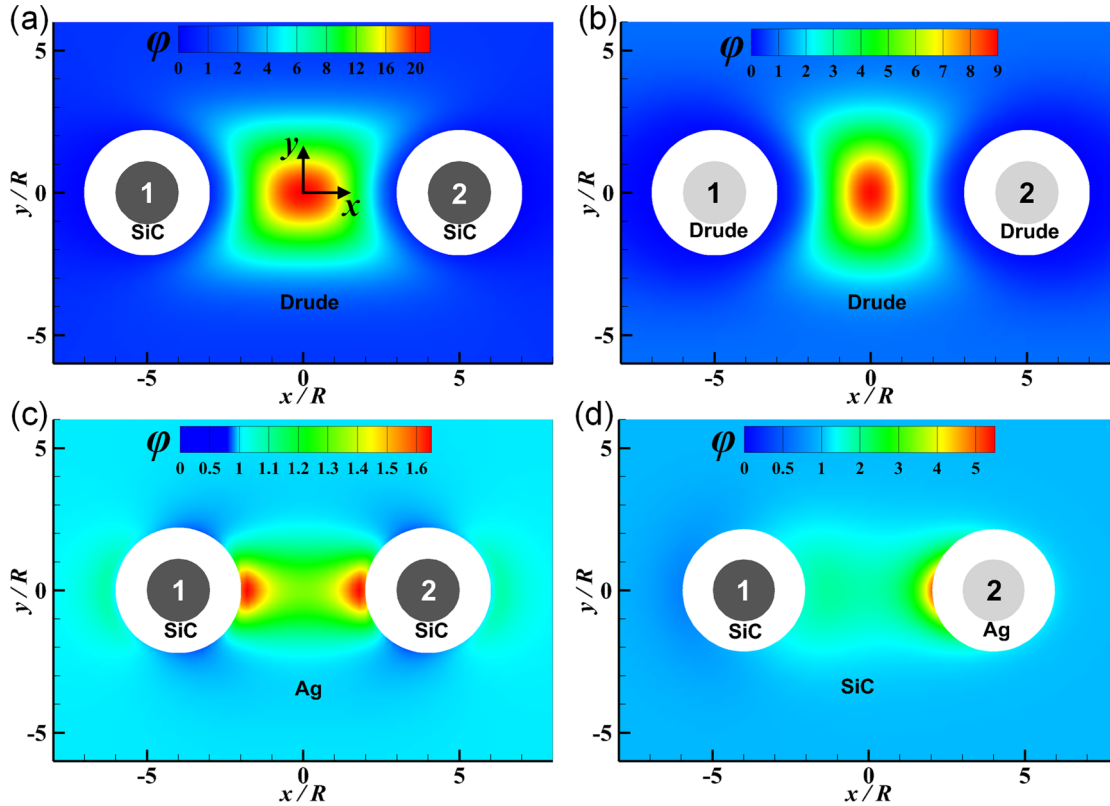 (a)
φ
0 1 2 4 6 8 12 16 20
5
0
-5
y/R
y
x
1
SiC
2
SiC
Drude
-5 0 5
x/R
(b)
φ
0 1 2 3 4 5 6 7 8 9
5
0
-5
y/R
1
Drude
2
Drude
Drude
-5 0 5
x/R
(c)
φ
0 0.5 1 1.1 1.2 1.3 1.4 1.5 1.6
5
0
-5
y/R
1
SiC
2
SiC
Ag
-5 0 5
x/R
(d)
φ
0 0.5 1 2 3 4 5
5
0
-5
y/R
1
SiC
2
Ag
SiC
-5 0 5
x/R